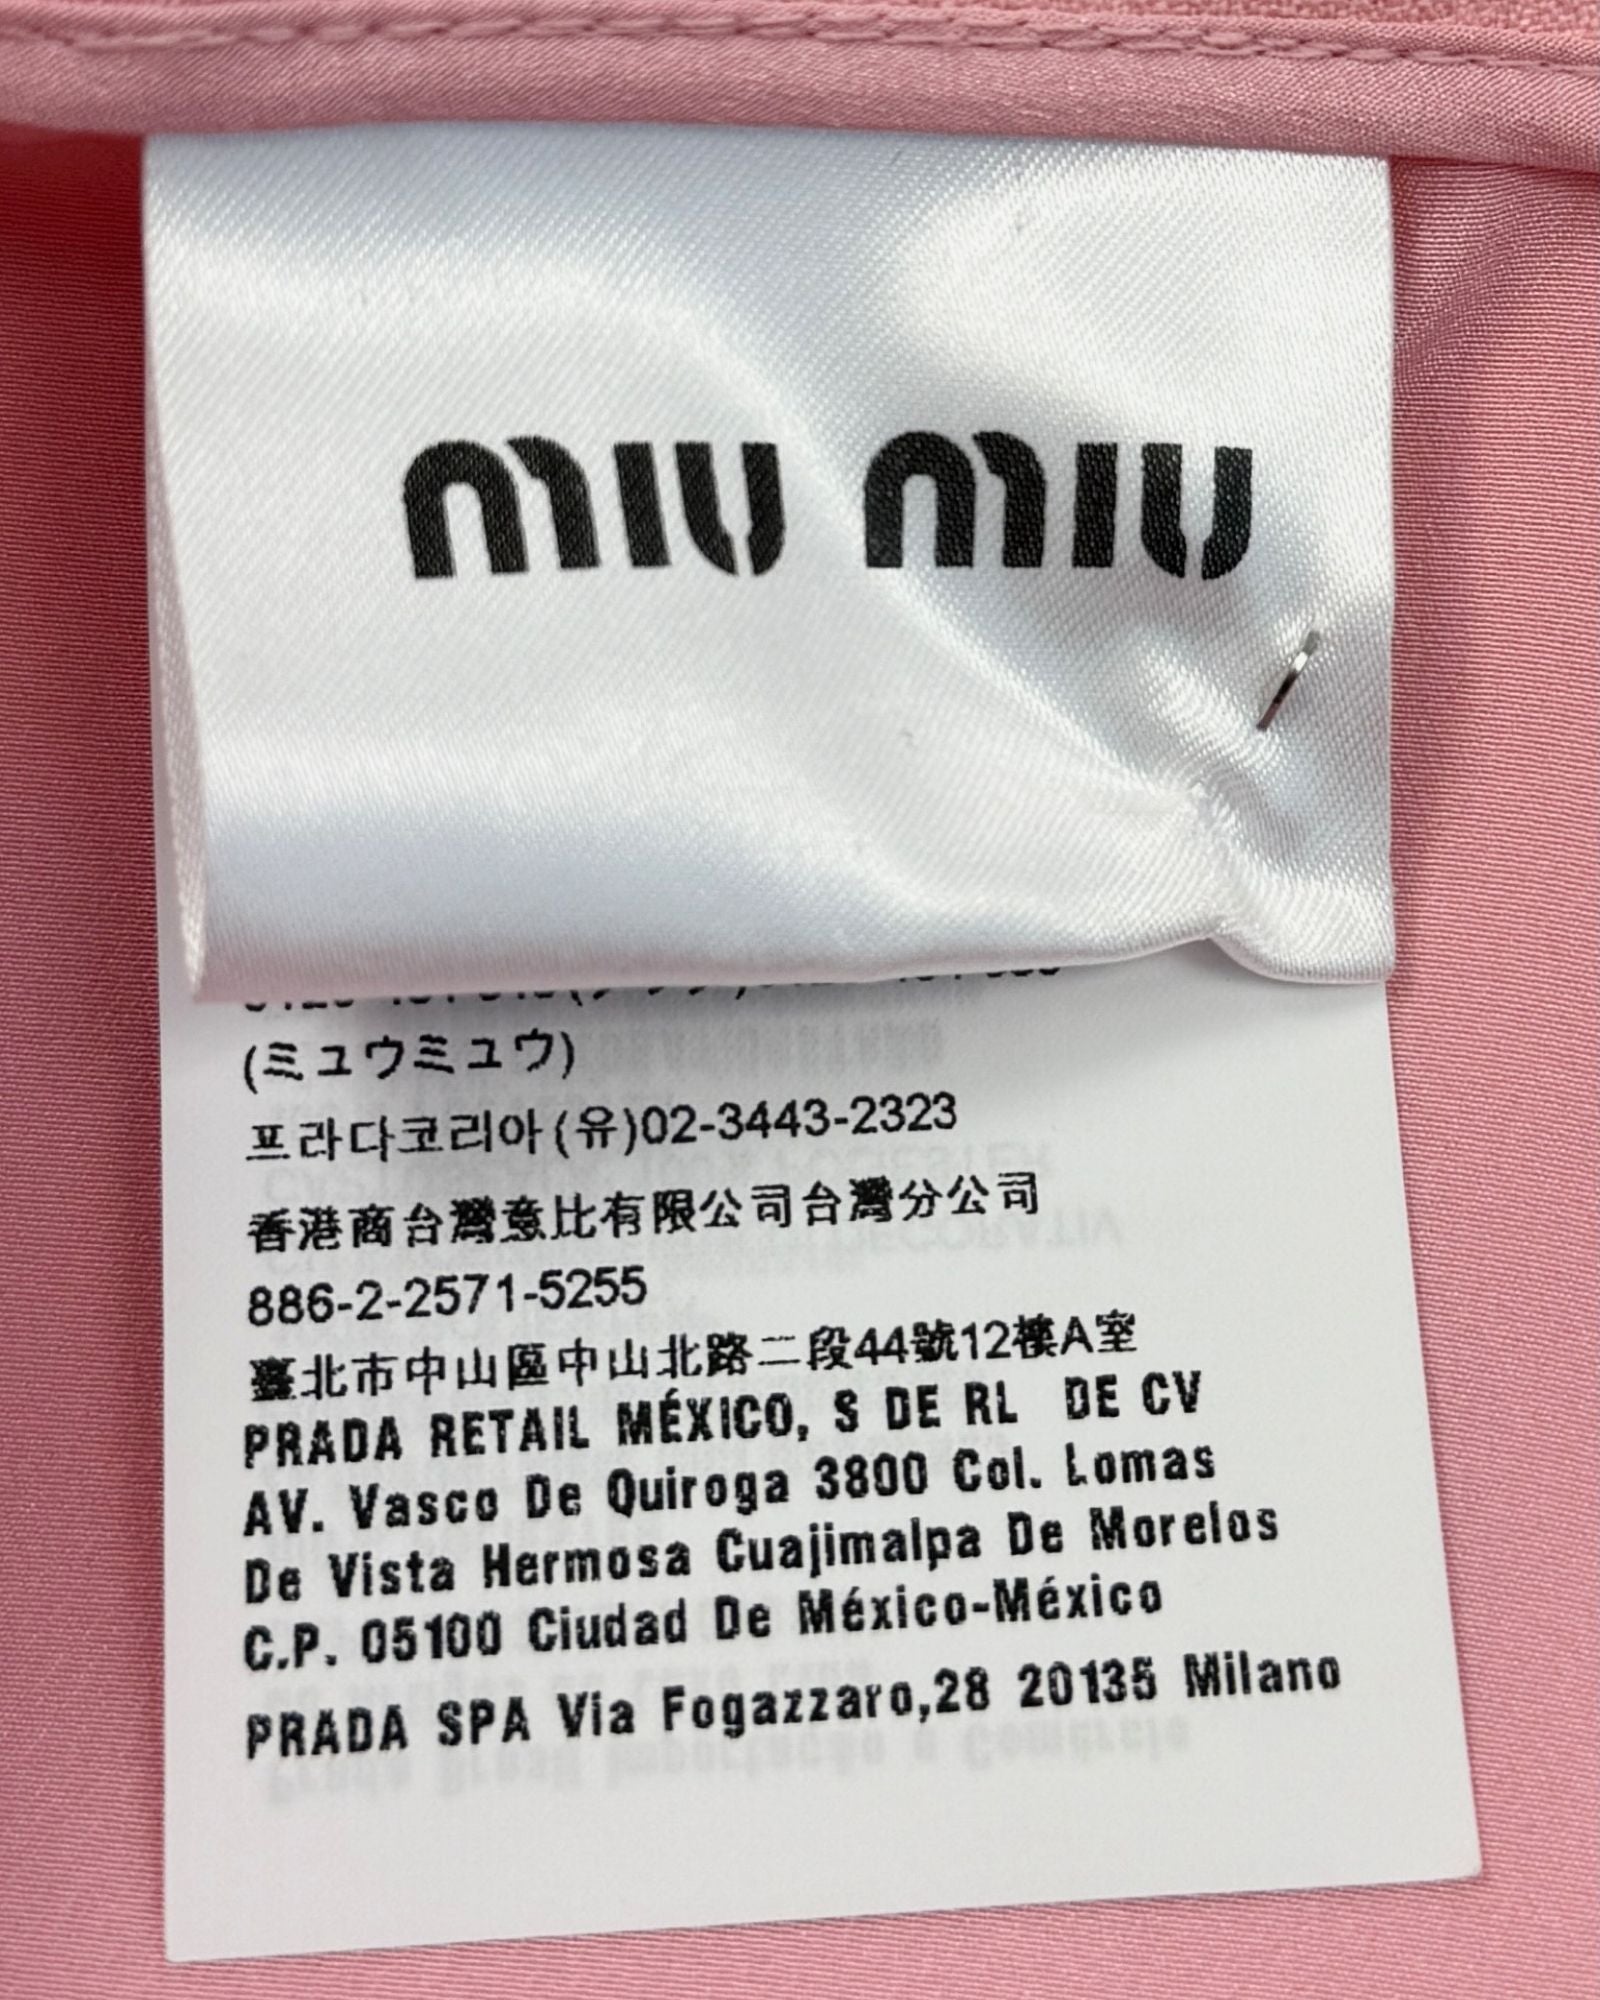 miu miu
(ミュウミュウ)
프라다코리아(유)02-3443-2323
香港商台灣意比有限公司台灣分公司
886-2-2571-5255
臺北市中山區中山北路二段44號12樓A室
PRADA RETAIL MÉXICO, S DE RL DE CV
AV. Vasco De Quiroga 3800 Col. Lomas
De Vista Hermosa Cuajimalpa De Morelos
C.P. 05100 Ciudad De México-México
PRADA SPA Via Fogazzaro,28 20135 Milano